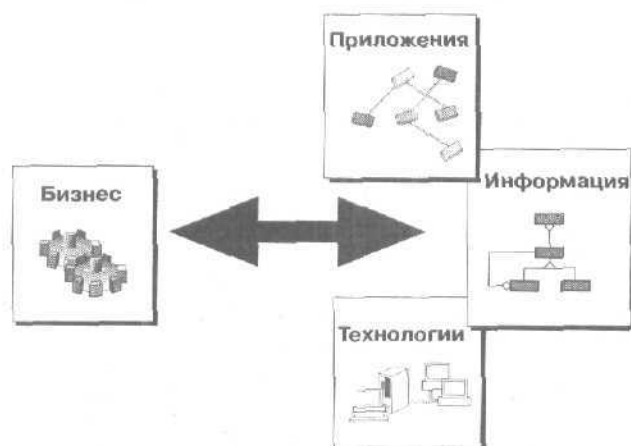 Приложения
Бизнес
Информация
Технологии